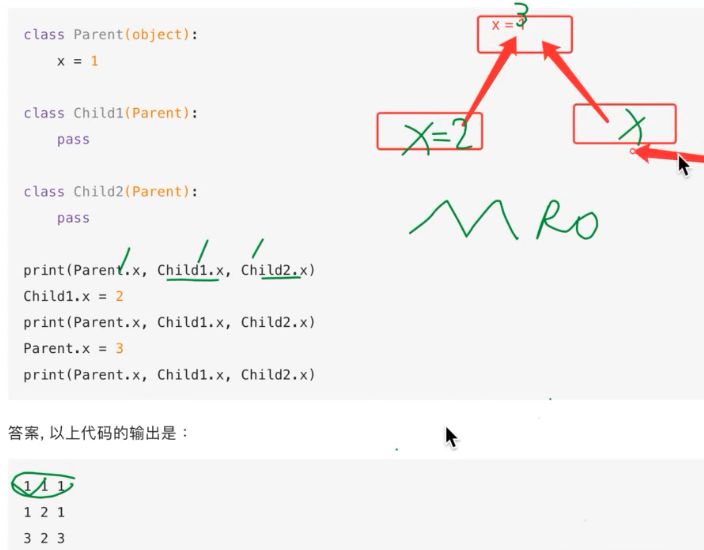 class Parent(object):
x = 1
class Child1(Parent):
pass
class Child2(Parent):
pass
print(Parent.x, Child1.x, Child2.x)
Child1.x = 2
print(Parent.x, Child1.x, Child2.x)
Parent.x = 3
print(Parent.x, Child1.x, Child2.x)
x = 3
X=2
X
MRO
答案, 以上代码的输出是：
1 1 1
1 2 1
3 2 3